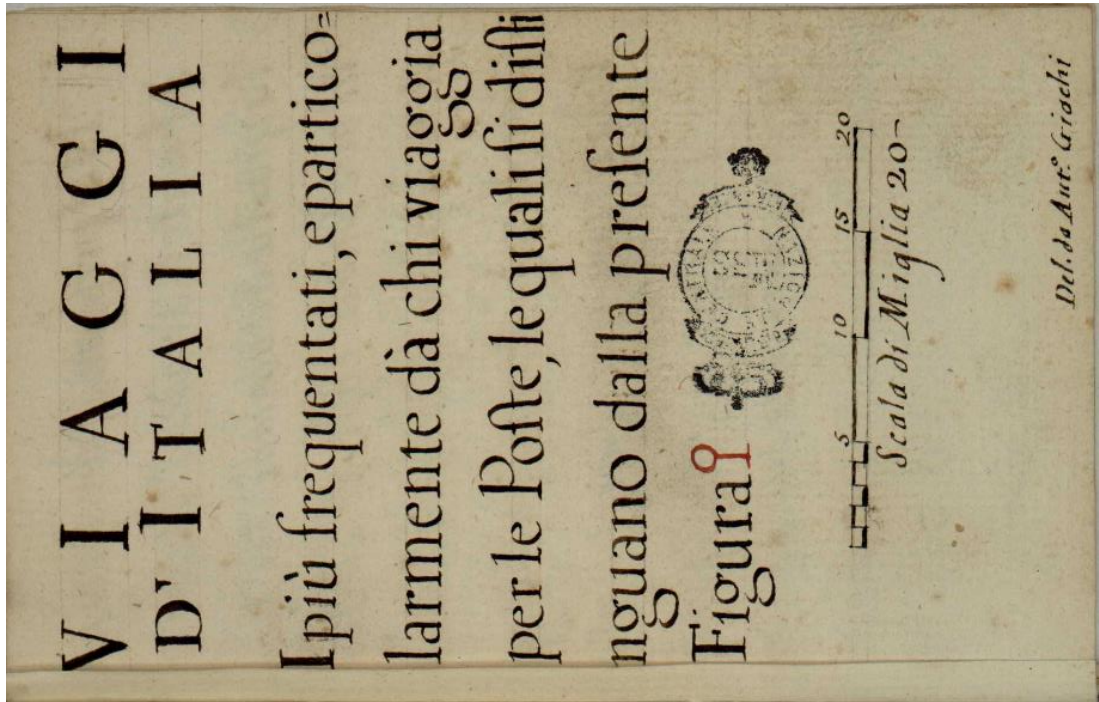 VIAGGI
D'ITALIA
I più frequentati, e partico=
larmente dà chi viaggia
per le Poſte, le quali ſi diſti
nguano dalla preſente
Figura
5 10 15 20
Scala di Miglia 20
Del. da Ant.º Griachi